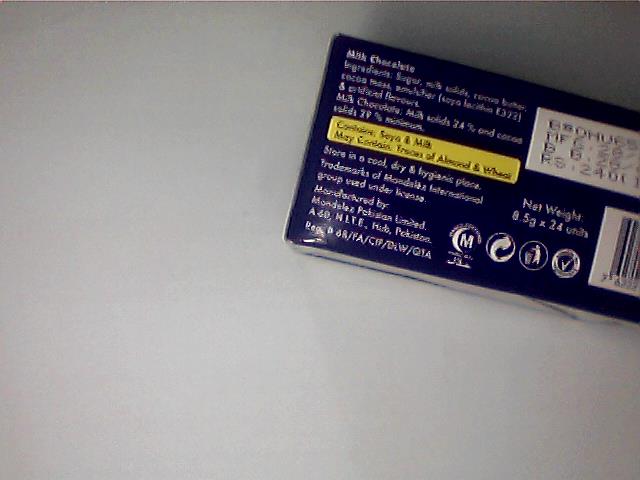 Milk Chocolate
Ingredients: Sugar, milk solids, cocoa butter,
cocoa mass, emulsifier (soya lecithin E322)
& artificial flavours.
Milk Chocolate: Milk solids 24 % and cocoa
solids 29 % minimum.
Contains: Soya & Milk
May Contain: Traces of Almond & Wheat
Store in a cool, dry & hygienic place.
Trademarks of Mondelez International
group used under license.
Manufactured by:
Mondelez Pakistan Limited.
A-60, H.I.T.E., Hub, Pakistan.
Net Weight:
8.5g x 24 units
M